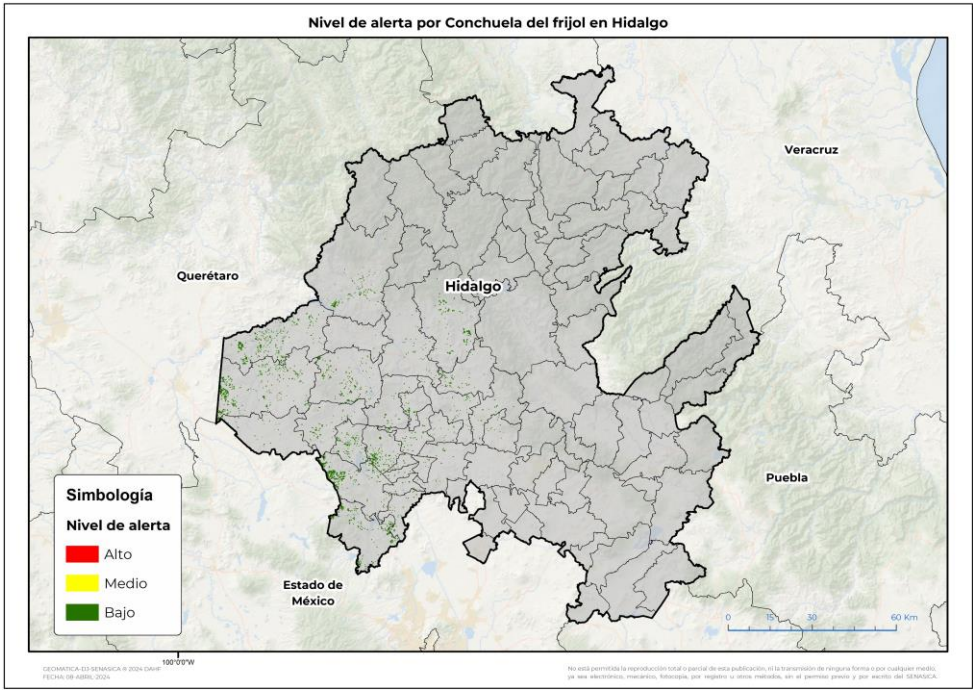 Nivel de alerta por Conchuela del frijol en Hidalgo
Veracruz
Querétaro
Hidalgo
Puebla
Simbología
Nivel de alerta
Alto
Medio
Bajo
Estado de
México
0 15 30 60 Km
100°0'0"W
GEOMATICA-DJ-SENASICA ® 2024 DAHF
FECHA: 08-ABRIL-2024
No está permitida la reproducción total o parcial de esta publicación, ni la transmisión de ninguna forma o por cualquier medio,
ya sea electrónico, mecánico, fotocopia, por registro u otros métodos, sin el permiso previo y por escrito del SENASICA.